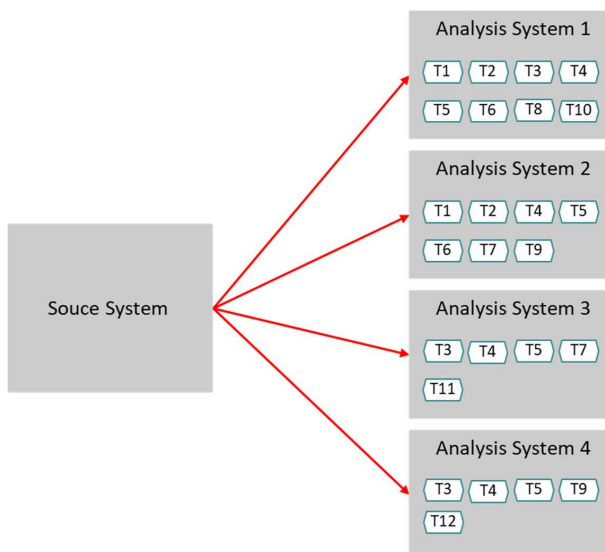 Analysis System 1
T1 T2 T3 T4
T5 T6 T8 T10
Analysis System 2
T1 T2 T4 T5
T6 T7 T9
Souce System
Analysis System 3
T3 T4 T5 T7
T11
Analysis System 4
T3 T4 T5 T9
T12